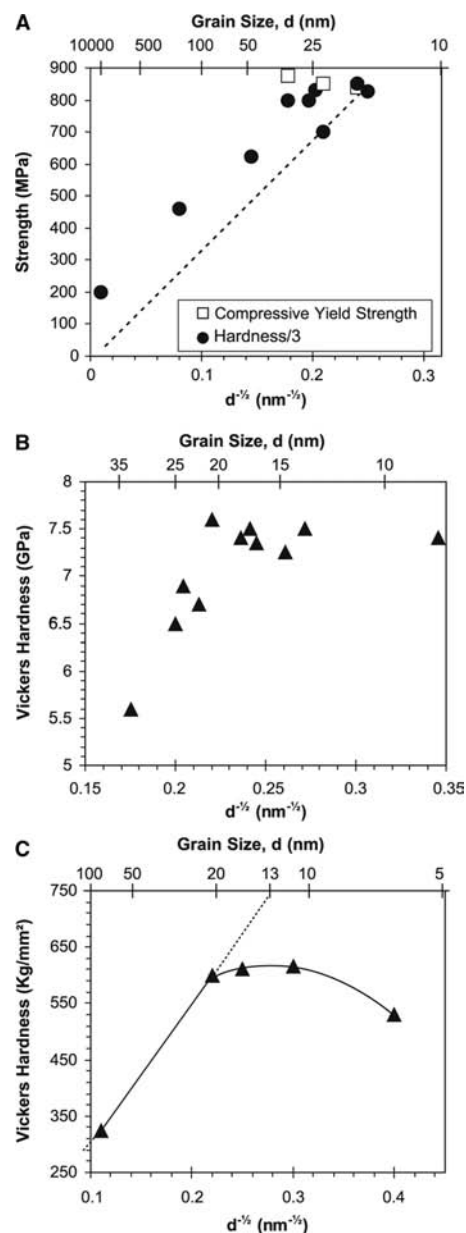 A
Grain Size, d (nm)
10000 500 100 50 25 10
900
800
700
600
500
400
300
200
100
0
Strength (MPa)
Compressive Yield Strength
Hardness/3
0 0.1 0.2 0.3
d⁻½ (nm⁻½)
B
Grain Size, d (nm)
35 25 20 15 10
8
7.5
7
6.5
6
5.5
5
Vickers Hardness (GPa)
0.15 0.2 0.25 0.3 0.35
d⁻½ (nm⁻½)
C
Grain Size, d (nm)
100 50 20 13 10 5
750
650
550
450
350
250
Vickers Hardness (Kg/mm²)
0.1 0.2 0.3 0.4
d⁻½ (nm⁻½)